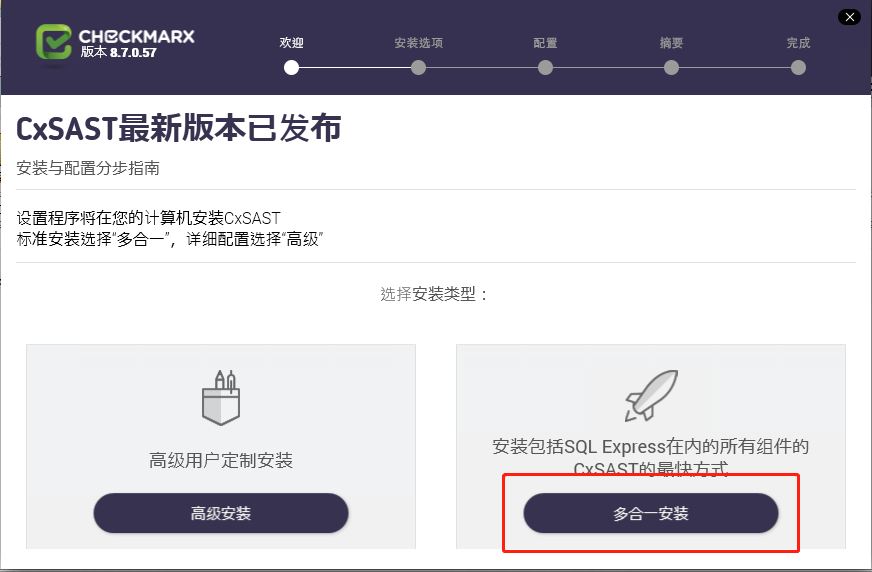 CHECKMARX
版本 8.7.0.57
欢迎
安装选项
配置
摘要
完成
CxSAST最新版本已发布
安装与配置分步指南
设置程序将在您的计算机安装CxSAST
标准安装选择“多合一”，详细配置选择“高级”
选择安装类型：
高级用户定制安装
高级安装
安装包括SQL Express在内的所有组件的
CxSAST的最快方式
多合一安装